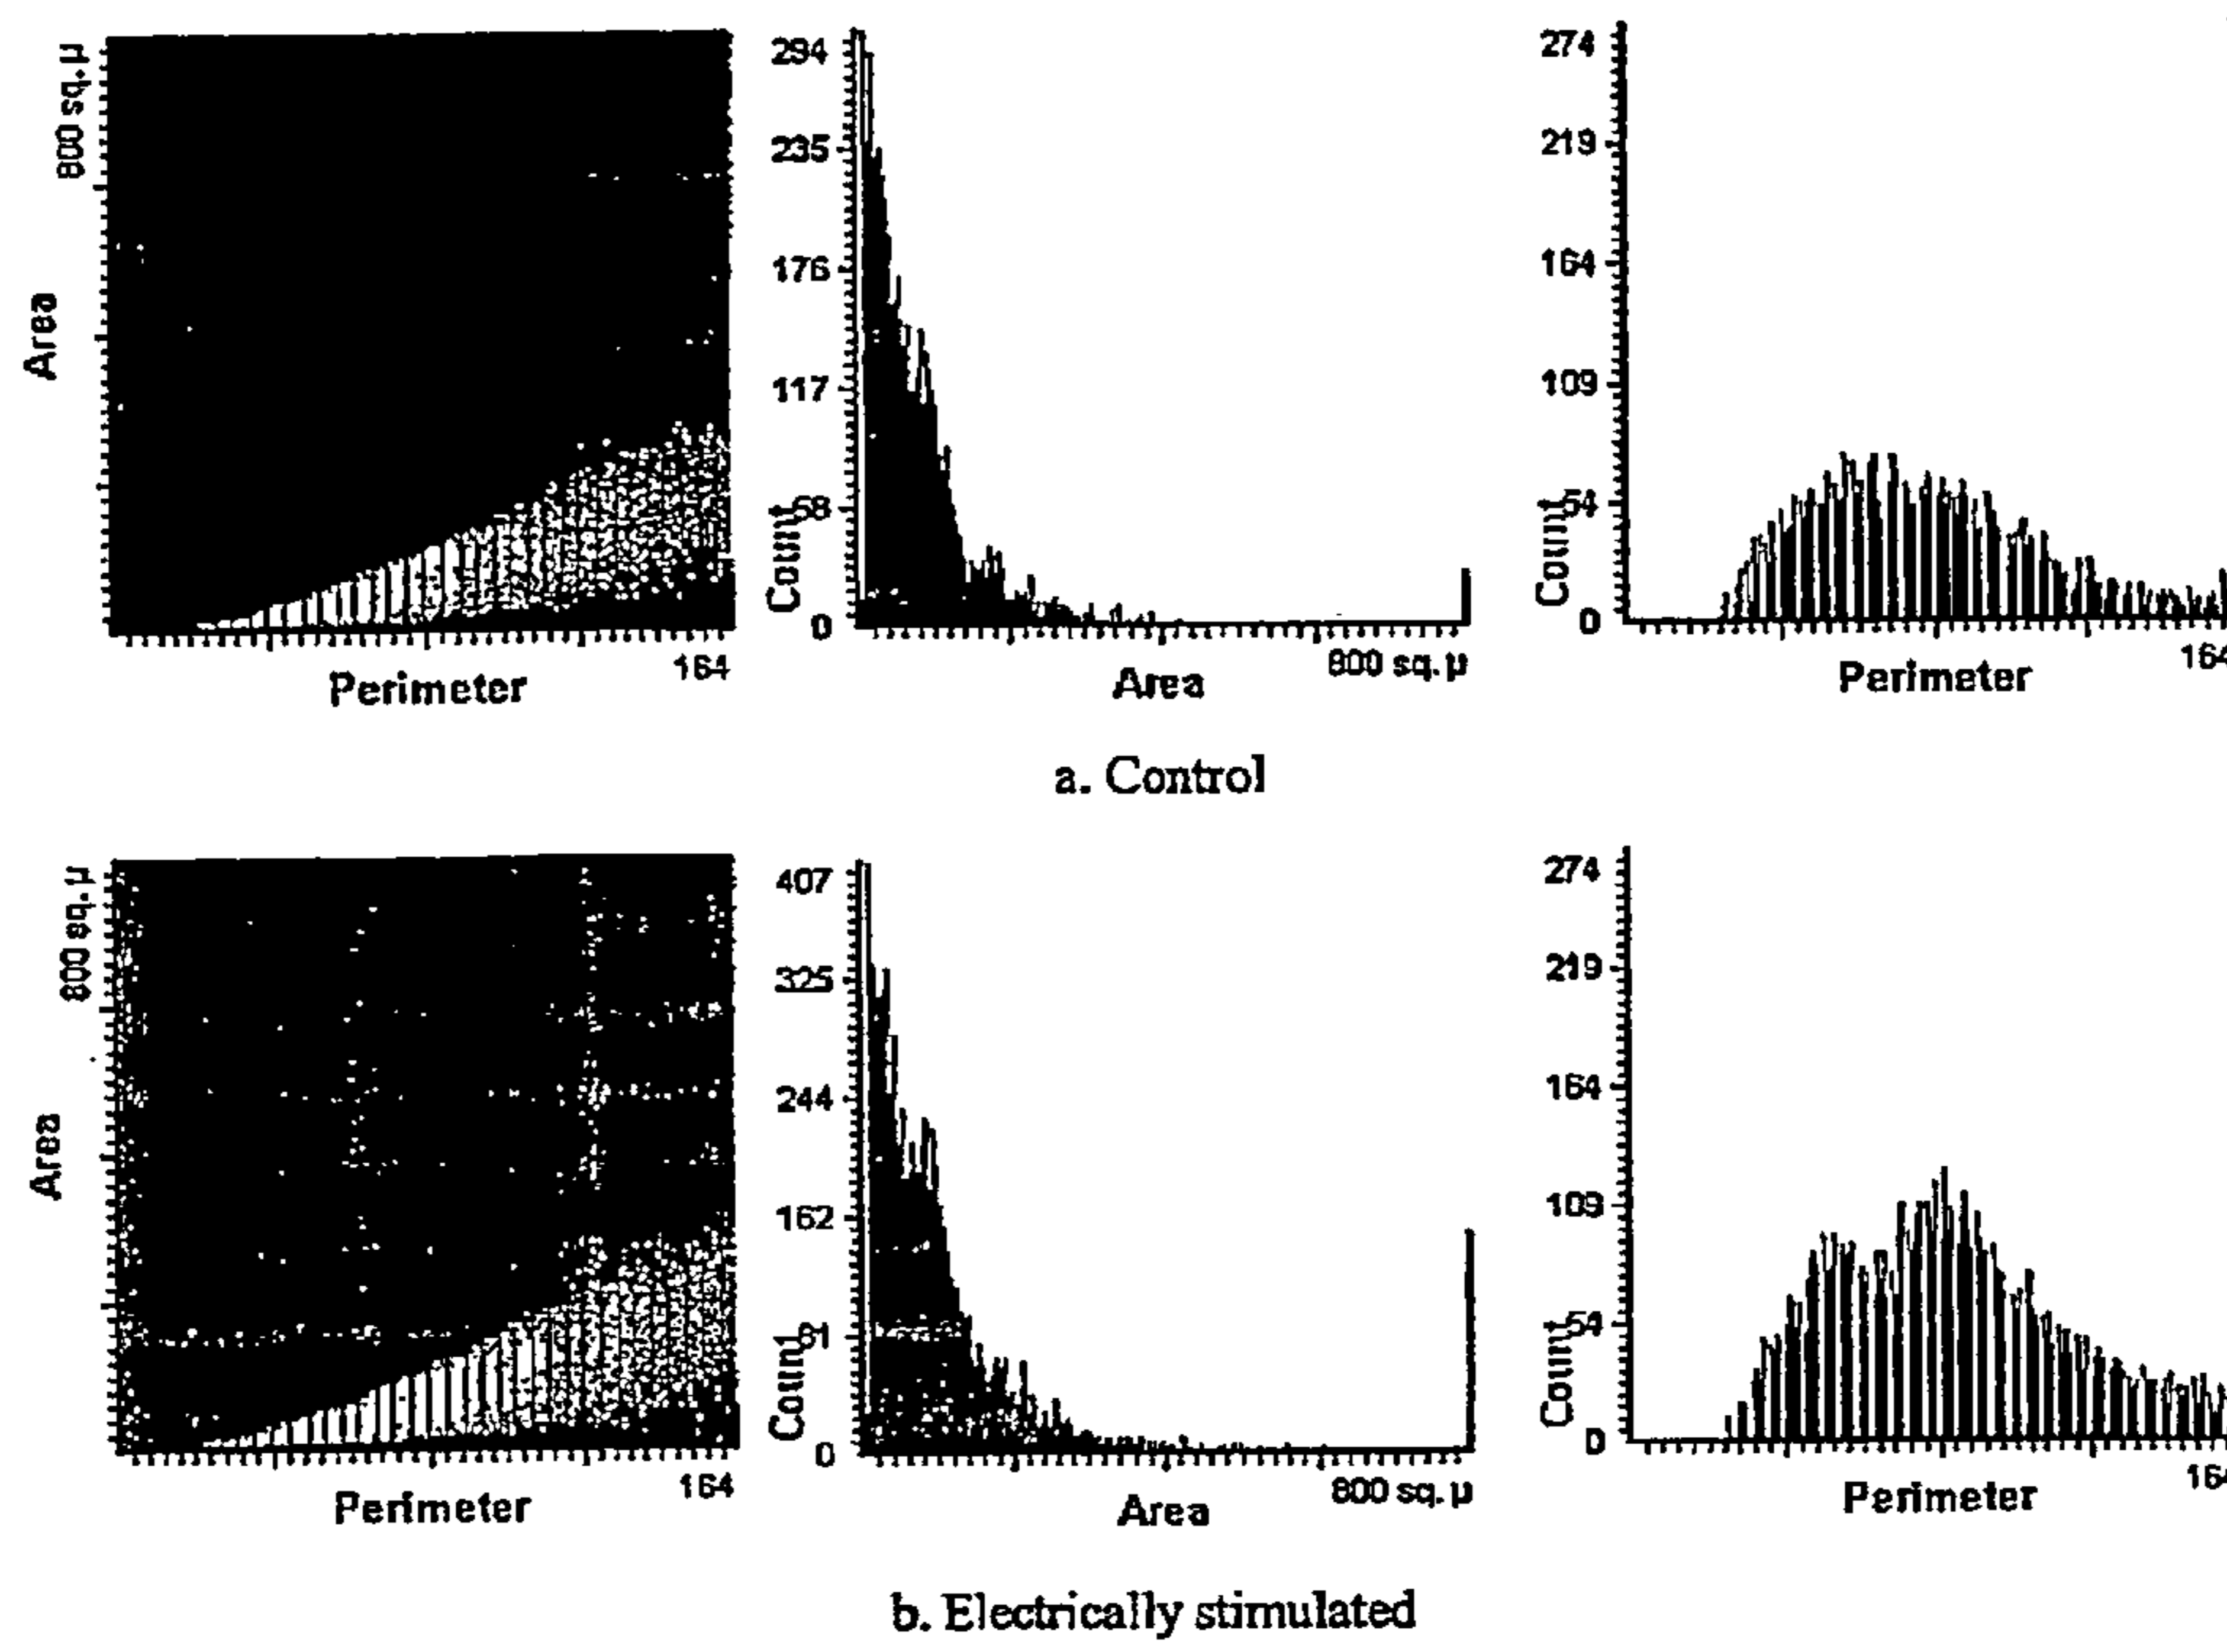 800 sq. µ
Area
164
Perimeter
294
235
176
117
58
0
Count
800 sq. µ
Area
274
219
164
109
54
0
Count
164
Perimeter
a. Control
800 sq. µ
Area
164
Perimeter
407
325
244
162
81
0
Count
800 sq. µ
Area
274
219
164
109
54
0
Count
164
Perimeter
b. Electrically stimulated